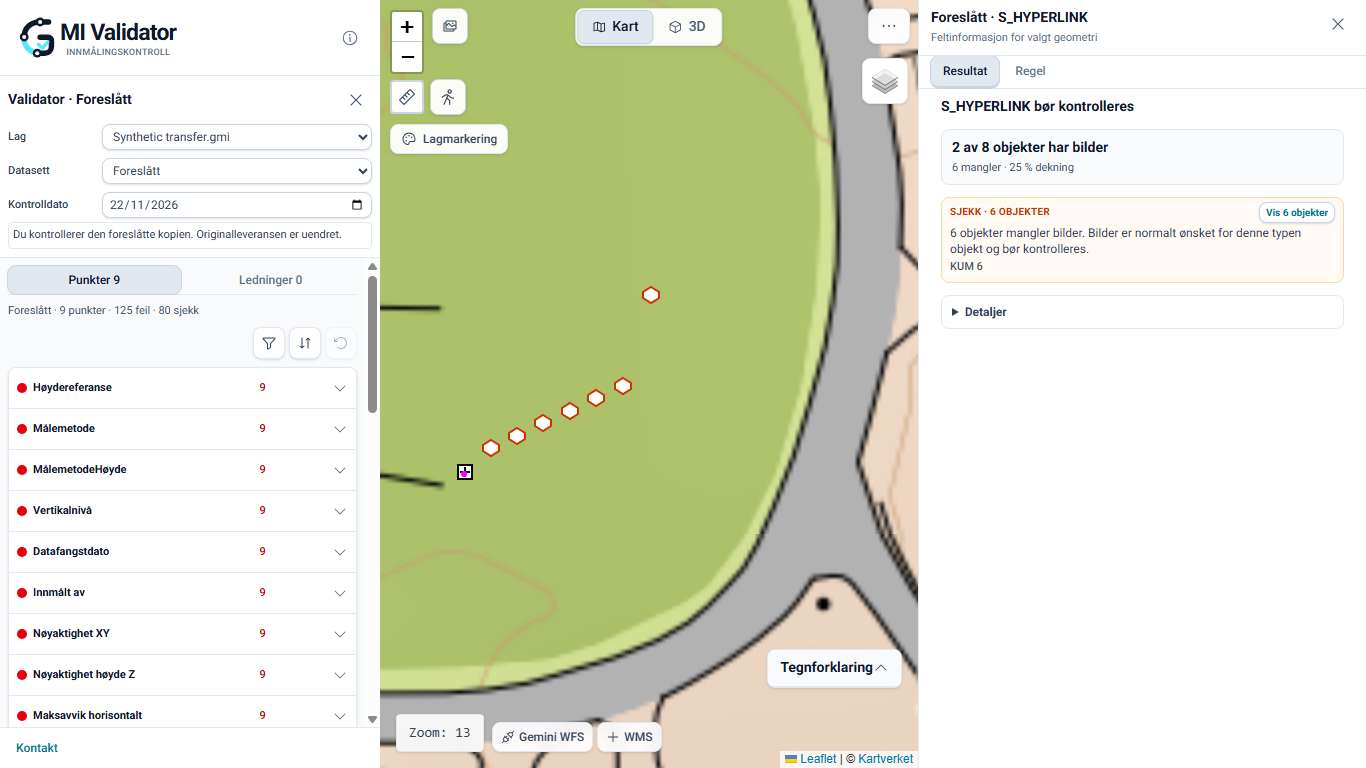 MI Validator
INNMÅLINGSKONTROLL
Validator · Foreslått
Lag
Synthetic transfer.gmi
Datasett
Foreslått
Kontrolldato
22/11/2026
Du kontrollerer den foreslåtte kopien. Originalleveransen er uendret.
Punkter 9
Ledninger 0
Foreslått · 9 punkter · 125 feil · 80 sjekk
Høydereferanse 9
Målemetode 9
MålemetodeHøyde 9
Vertikalnivå 9
Datafangstdato 9
Innmålt av 9
Nøyaktighet XY 9
Nøyaktighet høyde Z 9
Maksavvik horisontalt 9
Kontakt
+
−
Kart
3D
...
Lagmarkering
Tegnforklaring
Zoom: 13
Gemini WFS
WMS
Leaflet | © Kartverket
Foreslått · S_HYPERLINK
Feltinformasjon for valgt geometri
Resultat
Regel
S_HYPERLINK bør kontrolleres
2 av 8 objekter har bilder
6 mangler · 25 % dekning
SJEKK · 6 OBJEKTER
Vis 6 objekter
6 objekter mangler bilder. Bilder er normalt ønsket for denne typen
objekt og bør kontrolleres.
KUM 6
Detaljer